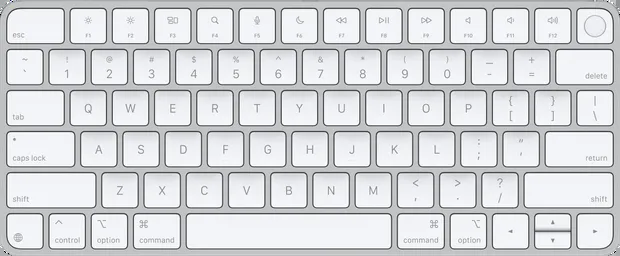 esc F1 F2 F3 F4 F5 F6 F7 F8 F9 F10 F11 F12
~ ! @ # $ % ^ & * ( ) — +
` 1 2 3 4 5 6 7 8 9 0 - = delete
tab Q W E R T Y U I O P { [ } ] | \
caps lock A S D F G H J K L : ; " ' return
shift Z X C V B N M < , > . ? / shift
control option command command option